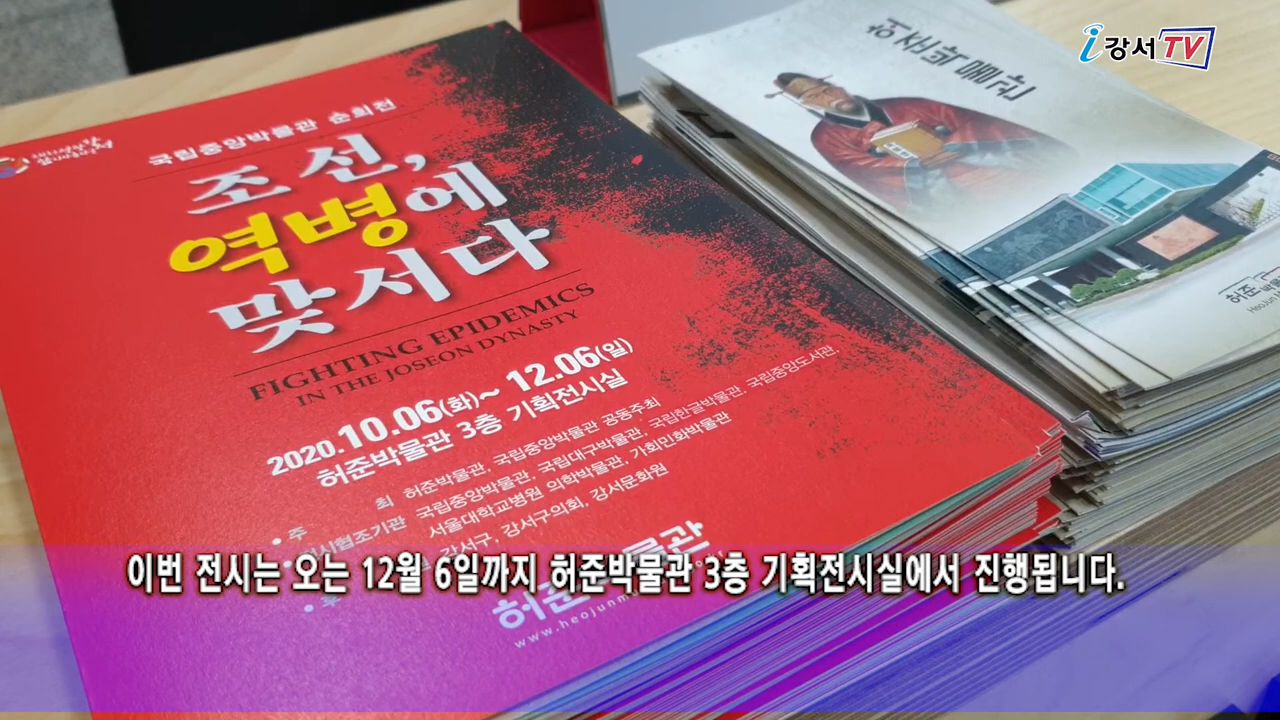 i강서TV
국립중앙박물관 순회전
조선,
역병에
맞서다
FIGHTING EPIDEMICS
IN THE JOSEON DYNASTY
2020.10.06(화)~ 12.06(일)
허준박물관 3층 기획전시실
• 주 최 허준박물관, 국립중앙박물관 공동주최
국립중앙박물관, 국립대구박물관, 국립한글박물관, 국립중앙도서관,
서울대학교병원 의학박물관, 가회민화박물관
강서구, 강서구의회, 강서문화원
허준
이번 전시는 오는 12월 6일까지 허준박물관 3층 기획전시실에서 진행됩니다.